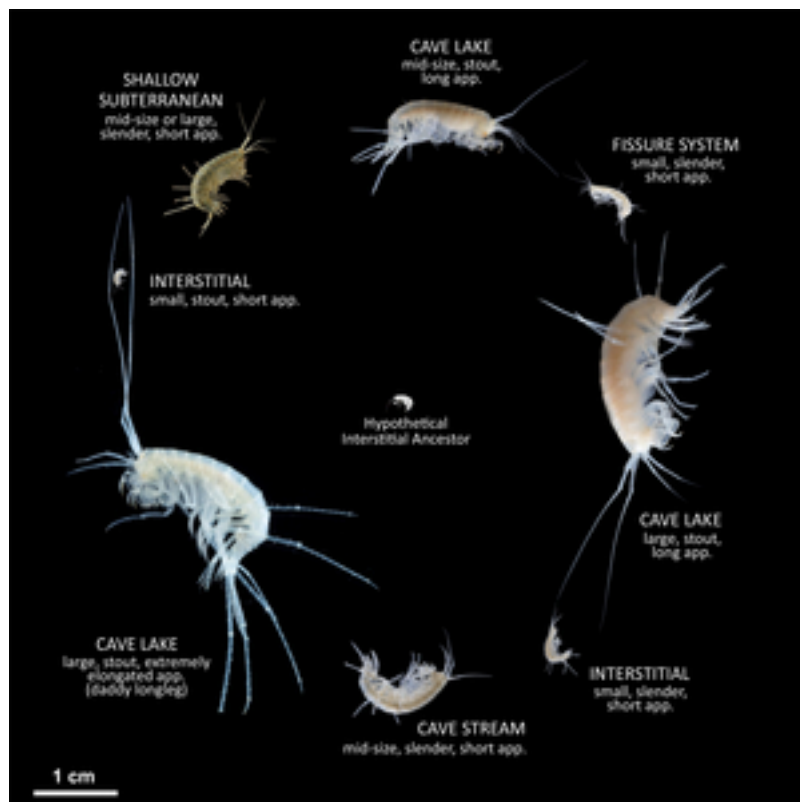 CAVE LAKE
mid-size, stout,
long app.
SHALLOW
SUBTERRANEAN
mid-size or large,
slender, short app.
FISSURE SYSTEM
small, slender,
short app.
INTERSTITIAL
small, stout, short app.
Hypothetical
Interstitial Ancestor
CAVE LAKE
large, stout,
long app.
CAVE LAKE
large, stout, extremely
elongated app.
(daddy longleg)
INTERSTITIAL
small, slender,
short app.
CAVE STREAM
mid-size, slender, short app.
1 cm